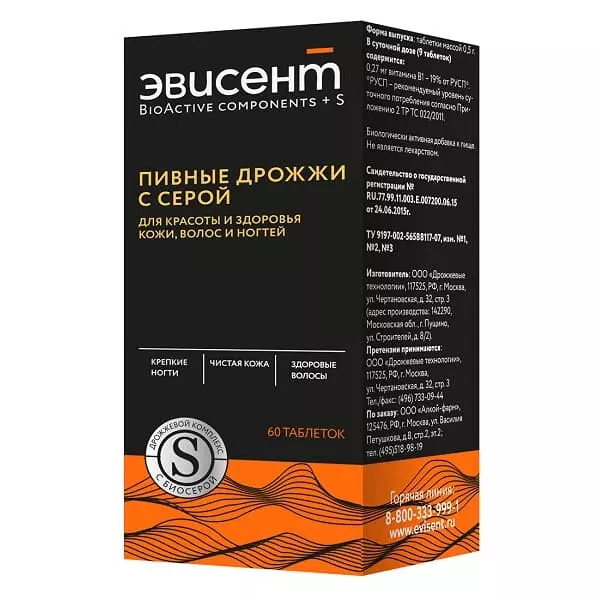 эвисент
BioActive components + S
ПИВНЫЕ ДРОЖЖИ
С СЕРОЙ
ДЛЯ КРАСОТЫ И ЗДОРОВЬЯ
КОЖИ, ВОЛОС И НОГТЕЙ
КРЕПКИЕ
НОГТИ
ЧИСТАЯ КОЖА
ЗДОРОВЫЕ
ВОЛОСЫ
ДРОЖЖЕВОЙ КОМПЛЕКС
S
С БИОСЕРОЙ
60 ТАБЛЕТОК
Форма выпуска: таблетки массой 0,5 г.
В суточной дозе (9 таблеток)
содержится:
0,27 мг витамина В1 – 19% от РУСП*.
*РУСП – рекомендуемый уровень су-
точного потребления согласно При-
ложению 2 ТР ТС 022/2011.
Биологически активная добавка к пище.
Не является лекарством.
Свидетельство о государственной
регистрации №
RU.77.99.11.003.Е.007200.06.15
от 24.06.2015г.
ТУ 9197-002-56588117-07, изм. №1,
№2, №3
Изготовитель: ООО «Дрожжевые
технологии», 117525, РФ, г. Москва,
ул. Чертановская, д. 32, стр. 3
(адрес производства: 142290,
Московская обл., г. Пущино,
ул. Строителей, д. 8/2).
Претензии принимаются:
ООО «Дрожжевые технологии»,
117525, РФ, г. Москва,
ул. Чертановская, д. 32, стр. 3
Тел./факс: (496) 733-09-44
По заказу: ООО «Алкой-фарм»,
125476, РФ, г. Москва, ул. Василия
Петушкова, д.8, стр.2, эт.2;
тел. (495)518-98-19
Горячая линия:
8-800-333-999-1
www.evisent.ru